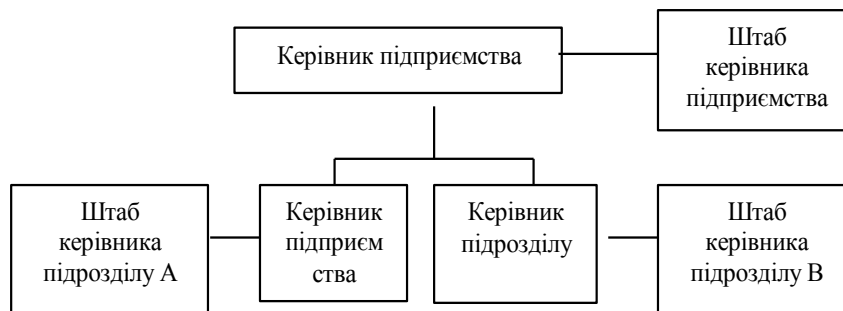 Керівник підприємства
Штаб
керівника
підприємства
Штаб
керівника
підрозділу А
Керівник
підприєм
ства
Керівник
підрозділу
Штаб
керівника
підрозділу В